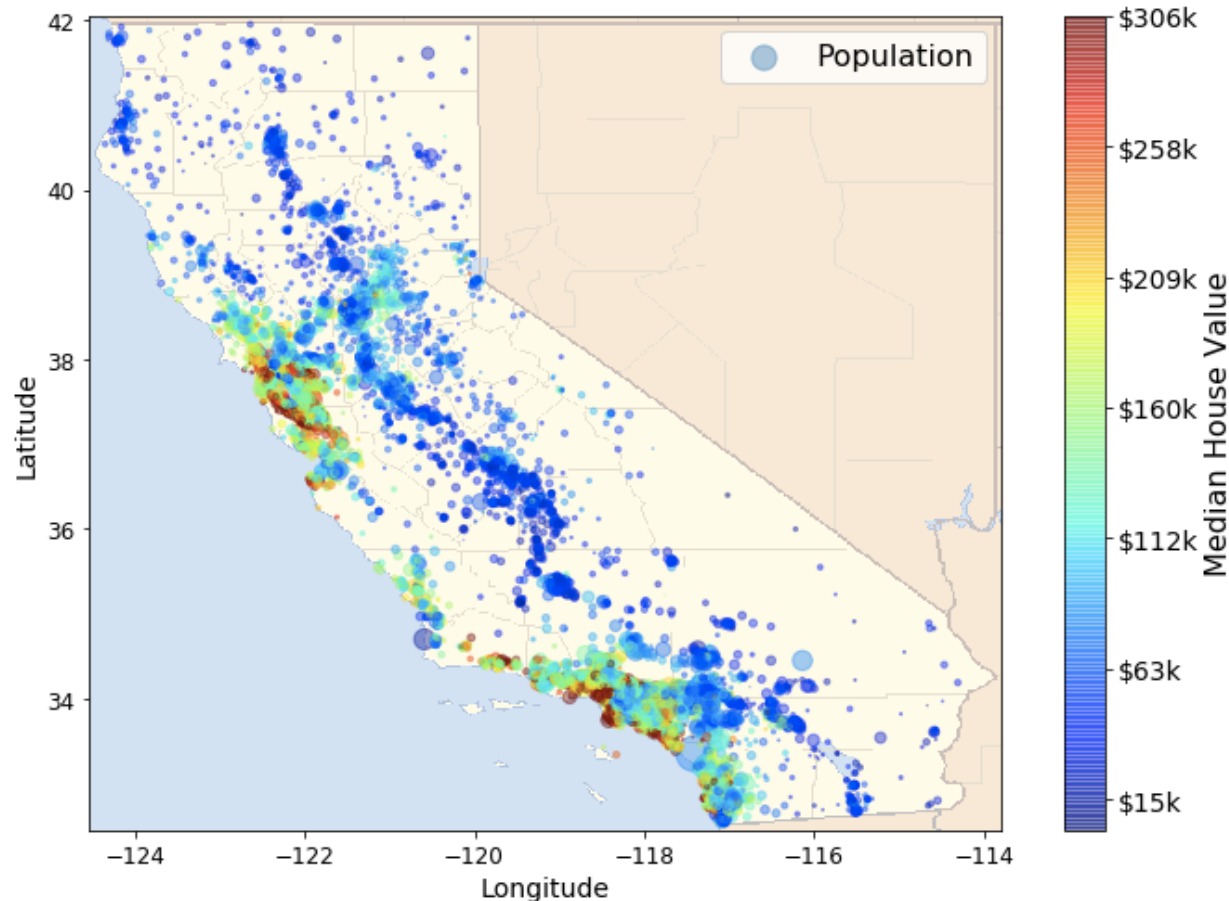 Population
42
40
38
36
34
Latitude
−124
−122
−120
−118
−116
−114
Longitude
$306k
$258k
$209k
$160k
$112k
$63k
$15k
Median House Value